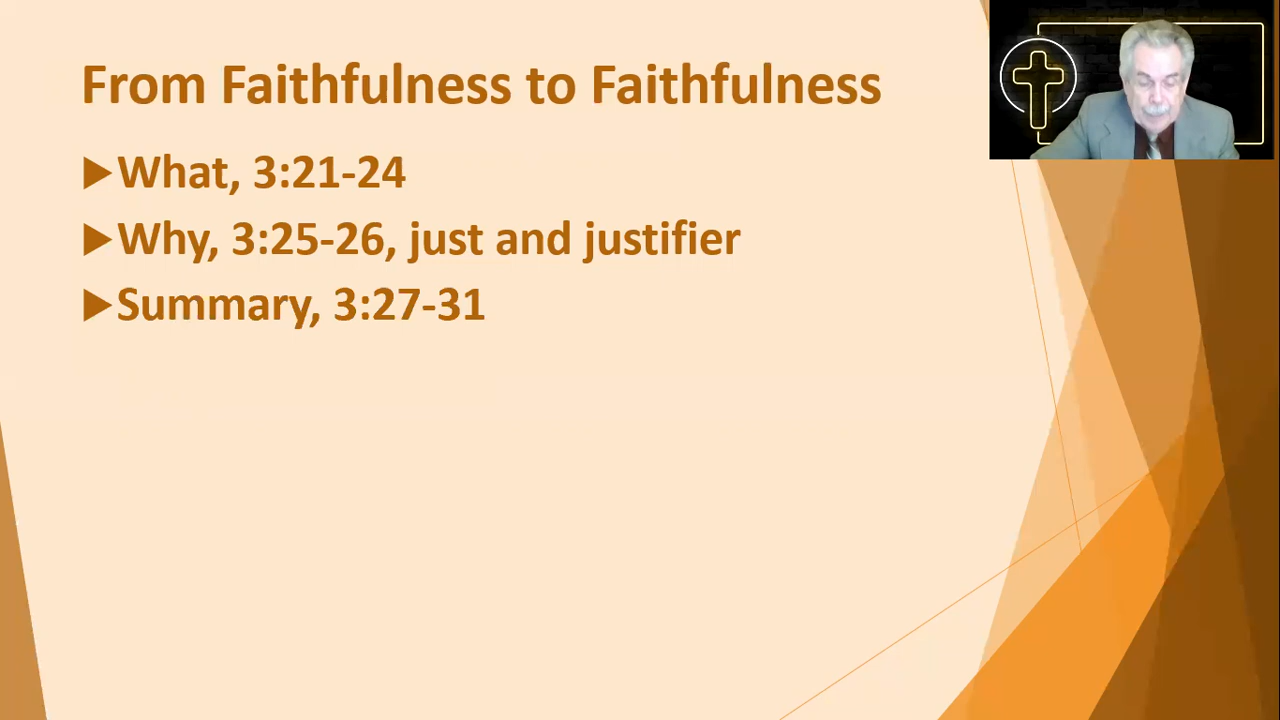 From Faithfulness to Faithfulness
What, 3:21-24
Why, 3:25-26, just and justifier
Summary, 3:27-31